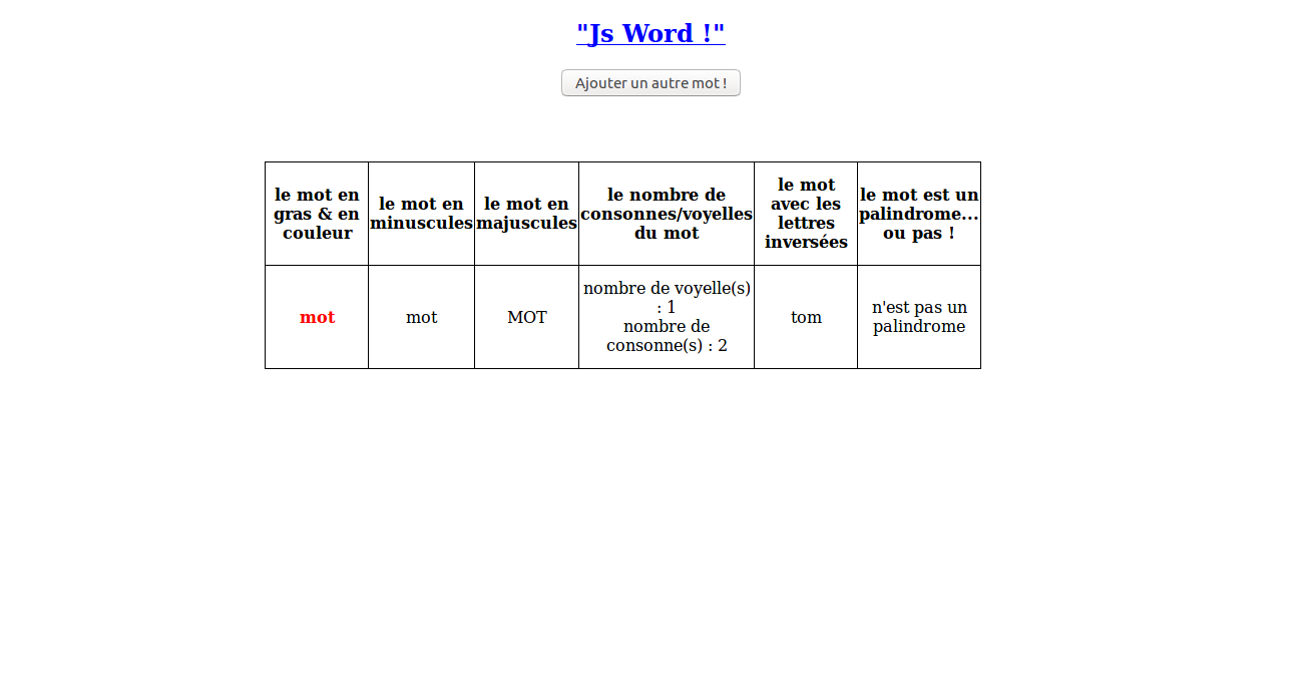 "Js Word !"
Ajouter un autre mot !
le mot en
gras & en
couleur
le mot en
minuscules
le mot en
majuscules
le nombre de
consonnes/voyelles
du mot
le mot
avec les
lettres
inversées
le mot est un
palindrome...
ou pas !
mot
mot
MOT
nombre de voyelle(s)
: 1
nombre de
consonne(s) : 2
tom
n'est pas un
palindrome